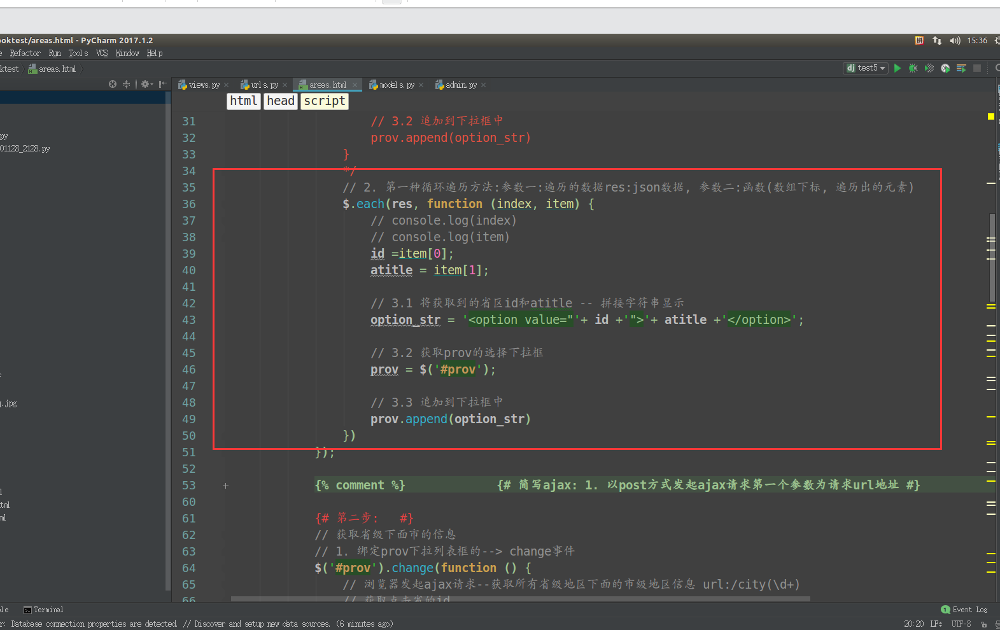 ooktest/areas.html - PyCharm 2017.1.2
15:36
Refactor Run Tools VCS Window Help
ktest areas.html
test5
views.py urls.py areas.html models.py admin.py
html head script
py
01128_2128.py
.jpg
tml
ml
31 // 3.2 追加到下拉框中
32 prov.append(option_str)
33 }
34 */
35 // 2. 第一种循环遍历方法:参数一:遍历的数据res:json数据, 参数二:函数(数组下标, 遍历出的元素)
36 $.each(res, function (index, item) {
37 // console.log(index)
38 // console.log(item)
39 id =item[0];
40 atitle = item[1];
41
42 // 3.1 将获取到的省区id和atitle -- 拼接字符串显示
43 option_str = '<option value="'+ id +'">'+ atitle +'</option>';
44
45 // 3.2 获取prov的选择下拉框
46 prov = $('#prov');
47
48 // 3.3 追加到下拉框中
49 prov.append(option_str)
50 })
51 });
52
53 {% comment %} {# 简写ajax: 1. 以post方式发起ajax请求第一个参数为请求url地址 #}
60
61 {# 第二步: #}
62 // 获取省级下面市的信息
63 // 1. 绑定prov下拉列表框的--> change事件
64 $('#prov').change(function () {
65 // 浏览器发起ajax请求--获取所有省级地区下面的市级地区信息 url:/city(\d+)
66 // 获取点击省的id
Terminal
1 Event Log
r: Database connection properties are detected. // Discover and setup new data sources. (6 minutes ago)
20:20 LF UTF-8